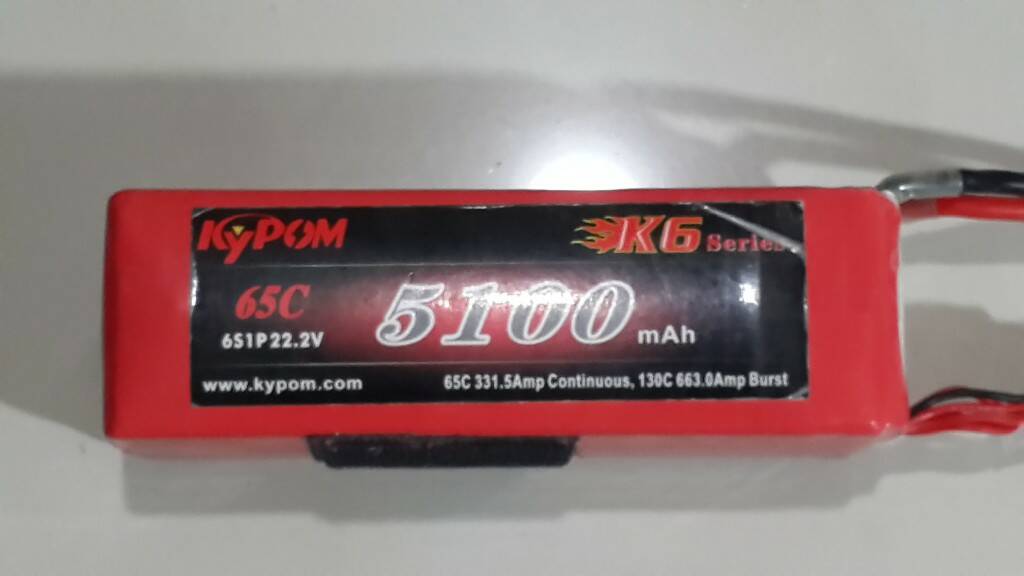 KYPOM
K6 Series
65C
6S1P22.2V
5100 mAh
www.kypom.com
65C 331.5Amp Continuous, 130C 663.0Amp Burst